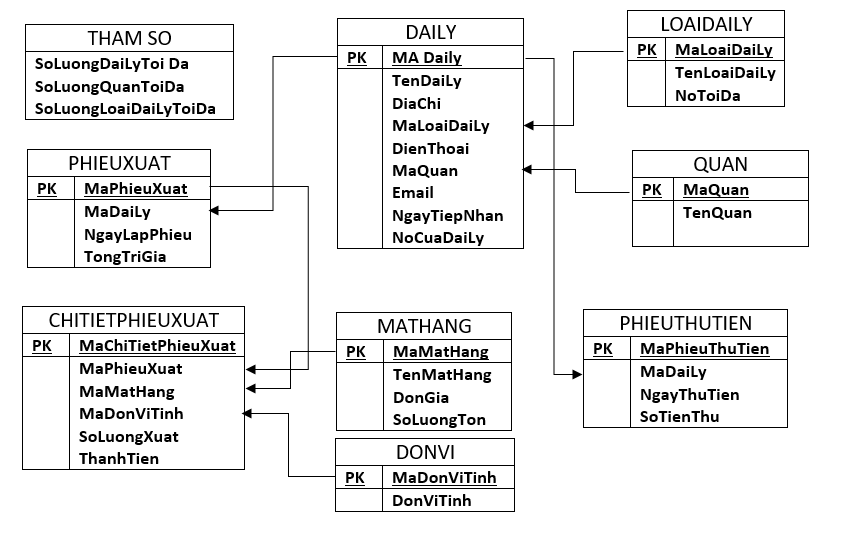 THAM SO
SoLuongDaiLyToi Da
SoLuongQuanToiDa
SoLuongLoaiDaiLyToiDa
DAILY
PK MA Daily
TenDaiLy
DiaChi
MaLoaiDaiLy
DienThoai
MaQuan
Email
NgayTiepNhan
NoCuaDaiLy
LOAIDAILY
PK MaLoaiDaiLy
TenLoaiDaiLy
NoToiDa
PHIEUXUAT
PK MaPhieuXuat
MaDaiLy
NgayLapPhieu
TongTriGia
QUAN
PK MaQuan
TenQuan
CHITIETPHIEUXUAT
PK MaChiTietPhieuXuat
MaPhieuXuat
MaMatHang
MaDonViTinh
SoLuongXuat
ThanhTien
MATHANG
PK MaMatHang
TenMatHang
DonGia
SoLuongTon
PHIEUTHUTIEN
PK MaPhieuThuTien
MaDaiLy
NgayThuTien
SoTienThu
DONVI
PK MaDonViTinh
DonViTinh